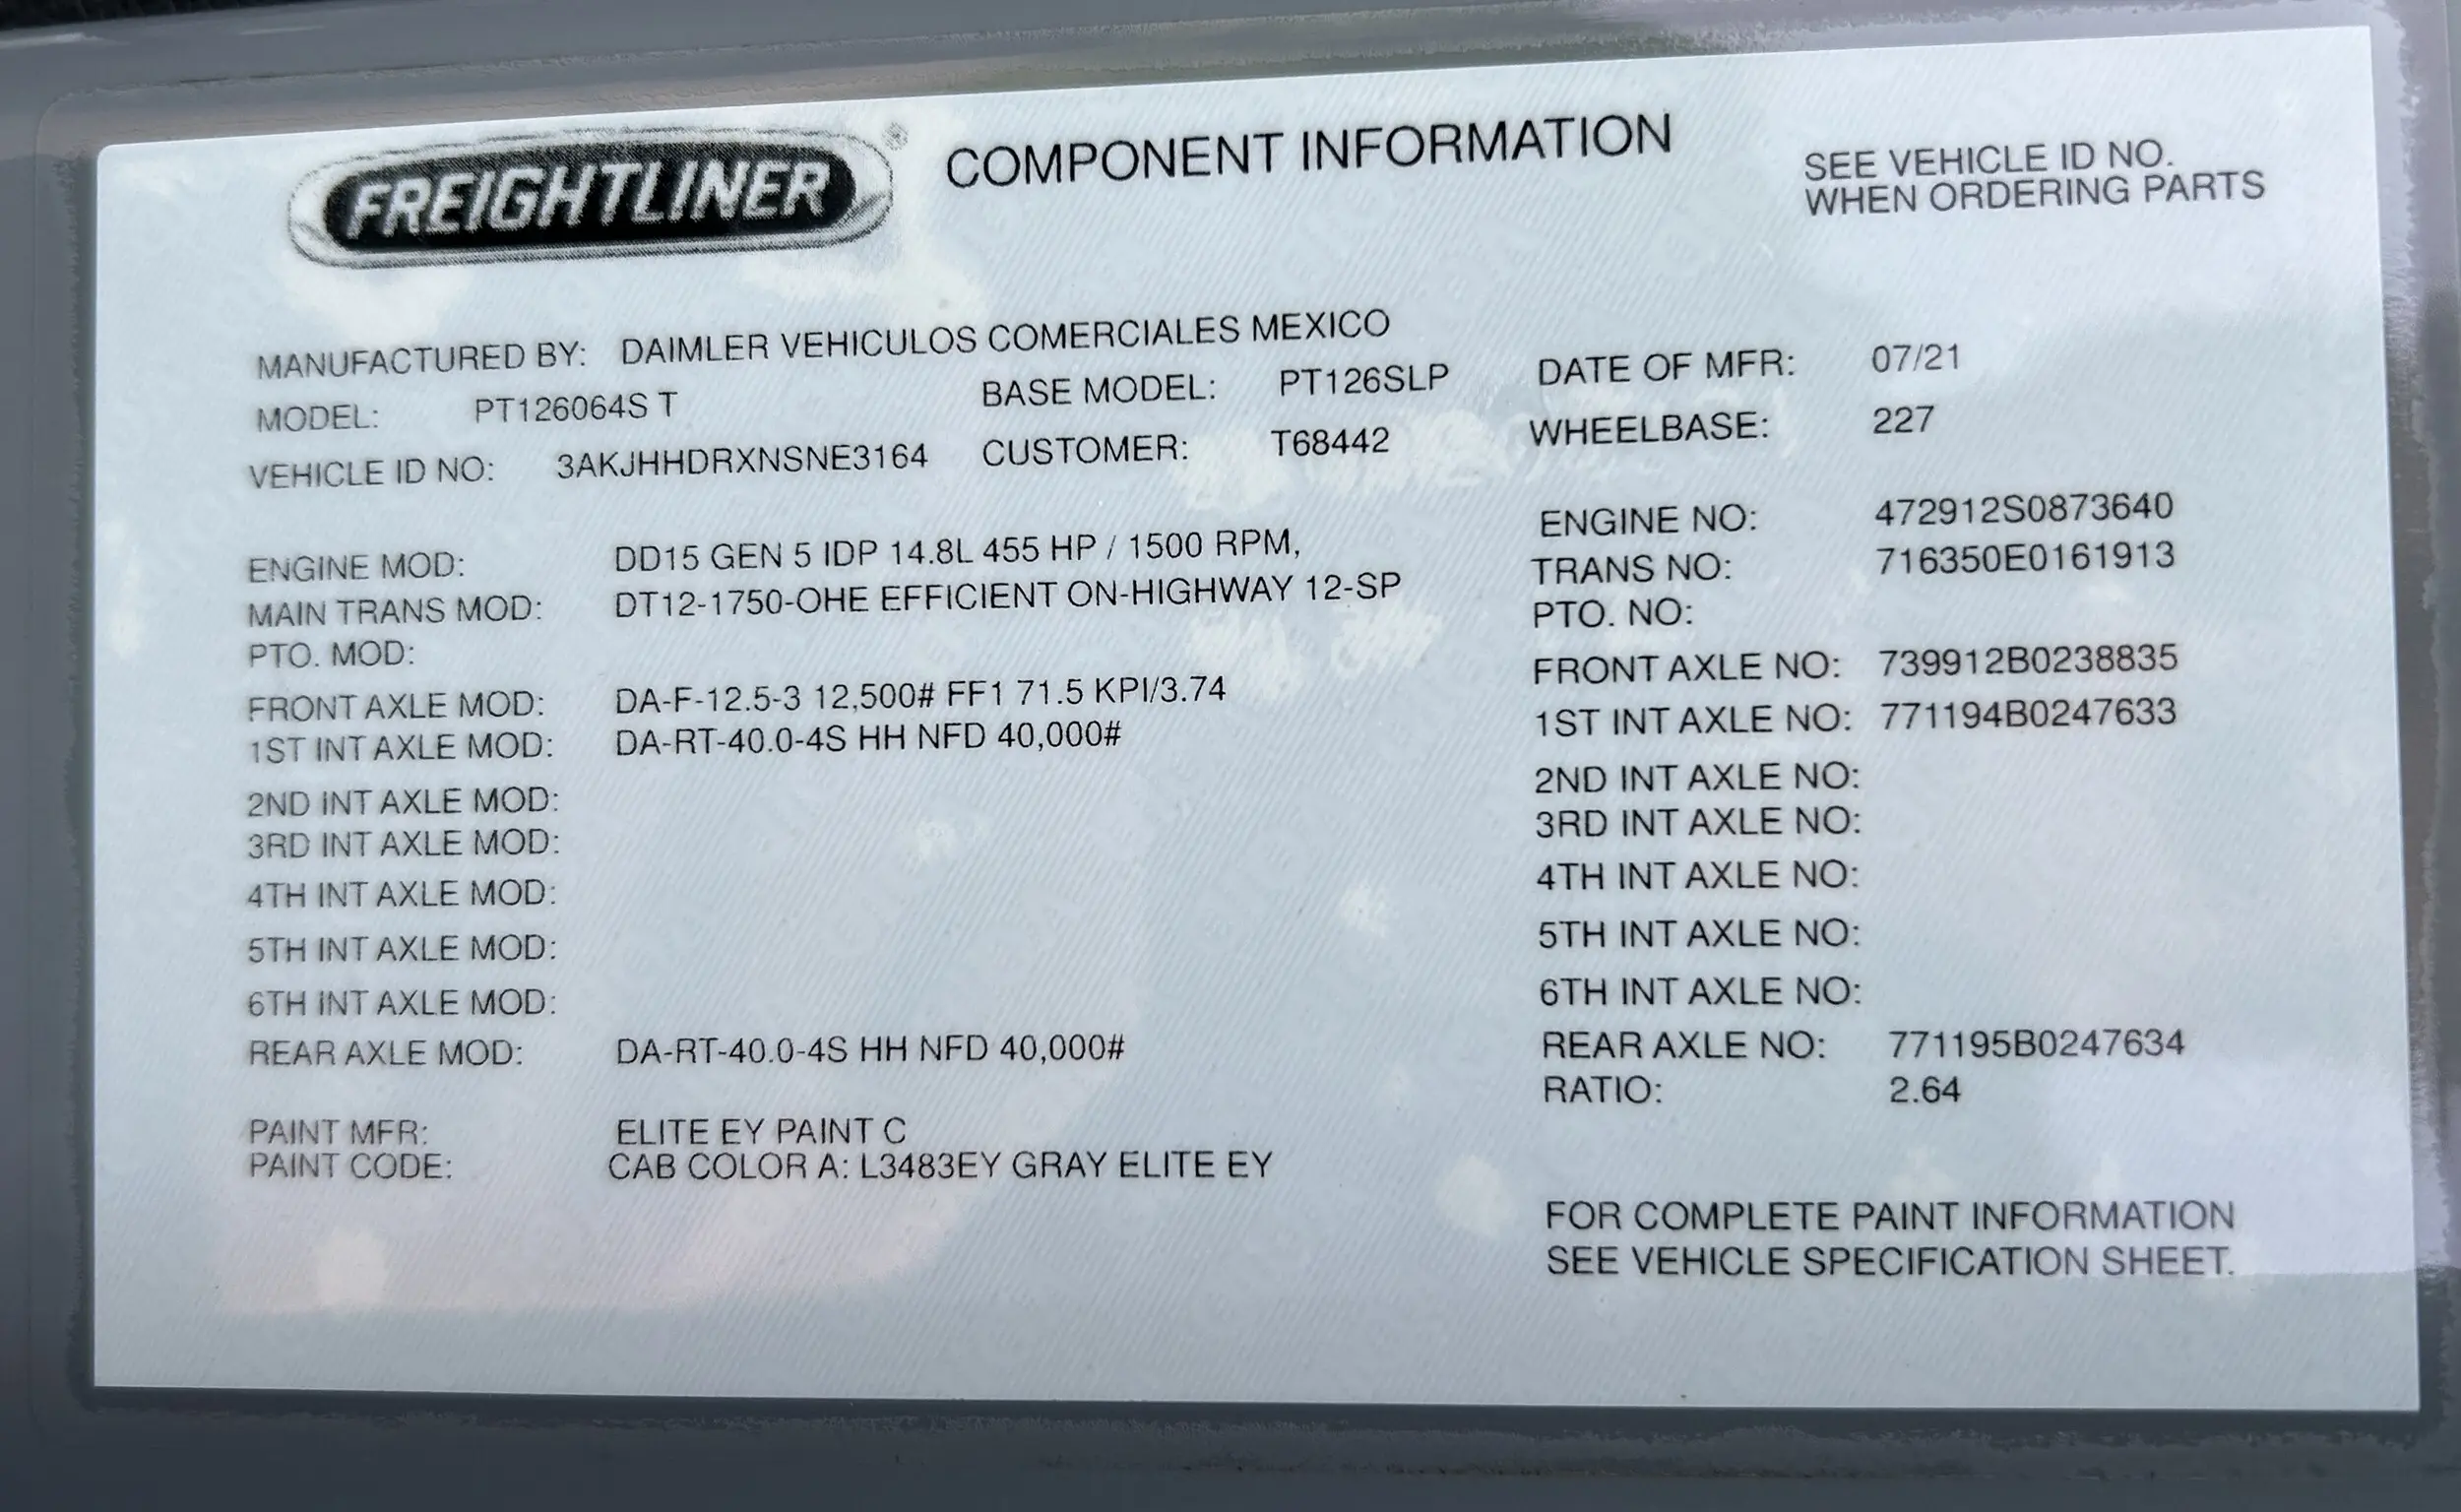 FREIGHTLINER® COMPONENT INFORMATION
SEE VEHICLE ID NO.
WHEN ORDERING PARTS
MANUFACTURED BY: DAIMLER VEHICULOS COMERCIALES MEXICO DATE OF MFR: 07/21
MODEL: PT126064S T BASE MODEL: PT126SLP WHEELBASE: 227
VEHICLE ID NO: 3AKJHHDRXNSNE3164 CUSTOMER: T68442
ENGINE MOD: DD15 GEN 5 IDP 14.8L 455 HP / 1500 RPM, ENGINE NO: 472912S0873640
MAIN TRANS MOD: DT12-1750-OHE EFFICIENT ON-HIGHWAY 12-SP TRANS NO: 716350E0161913
PTO. MOD: PTO. NO:
FRONT AXLE MOD: DA-F-12.5-3 12,500# FF1 71.5 KPI/3.74 FRONT AXLE NO: 739912B0238835
1ST INT AXLE MOD: DA-RT-40.0-4S HH NFD 40,000# 1ST INT AXLE NO: 771194B0247633
2ND INT AXLE MOD: 2ND INT AXLE NO:
3RD INT AXLE MOD: 3RD INT AXLE NO:
4TH INT AXLE MOD: 4TH INT AXLE NO:
5TH INT AXLE MOD: 5TH INT AXLE NO:
6TH INT AXLE MOD: 6TH INT AXLE NO:
REAR AXLE MOD: DA-RT-40.0-4S HH NFD 40,000# REAR AXLE NO: 771195B0247634
RATIO: 2.64
PAINT MFR: ELITE EY PAINT C
PAINT CODE: CAB COLOR A: L3483EY GRAY ELITE EY
FOR COMPLETE PAINT INFORMATION
SEE VEHICLE SPECIFICATION SHEET.